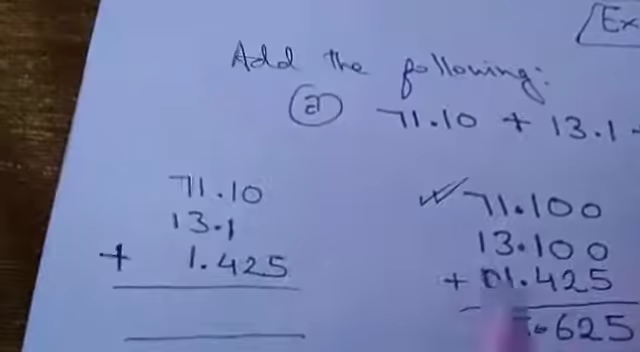 Ex
Add the following:
(a) 71.10 + 13.1
71.10
13.1
+ 1.425
71.100
13.100
+ 01.425
.625